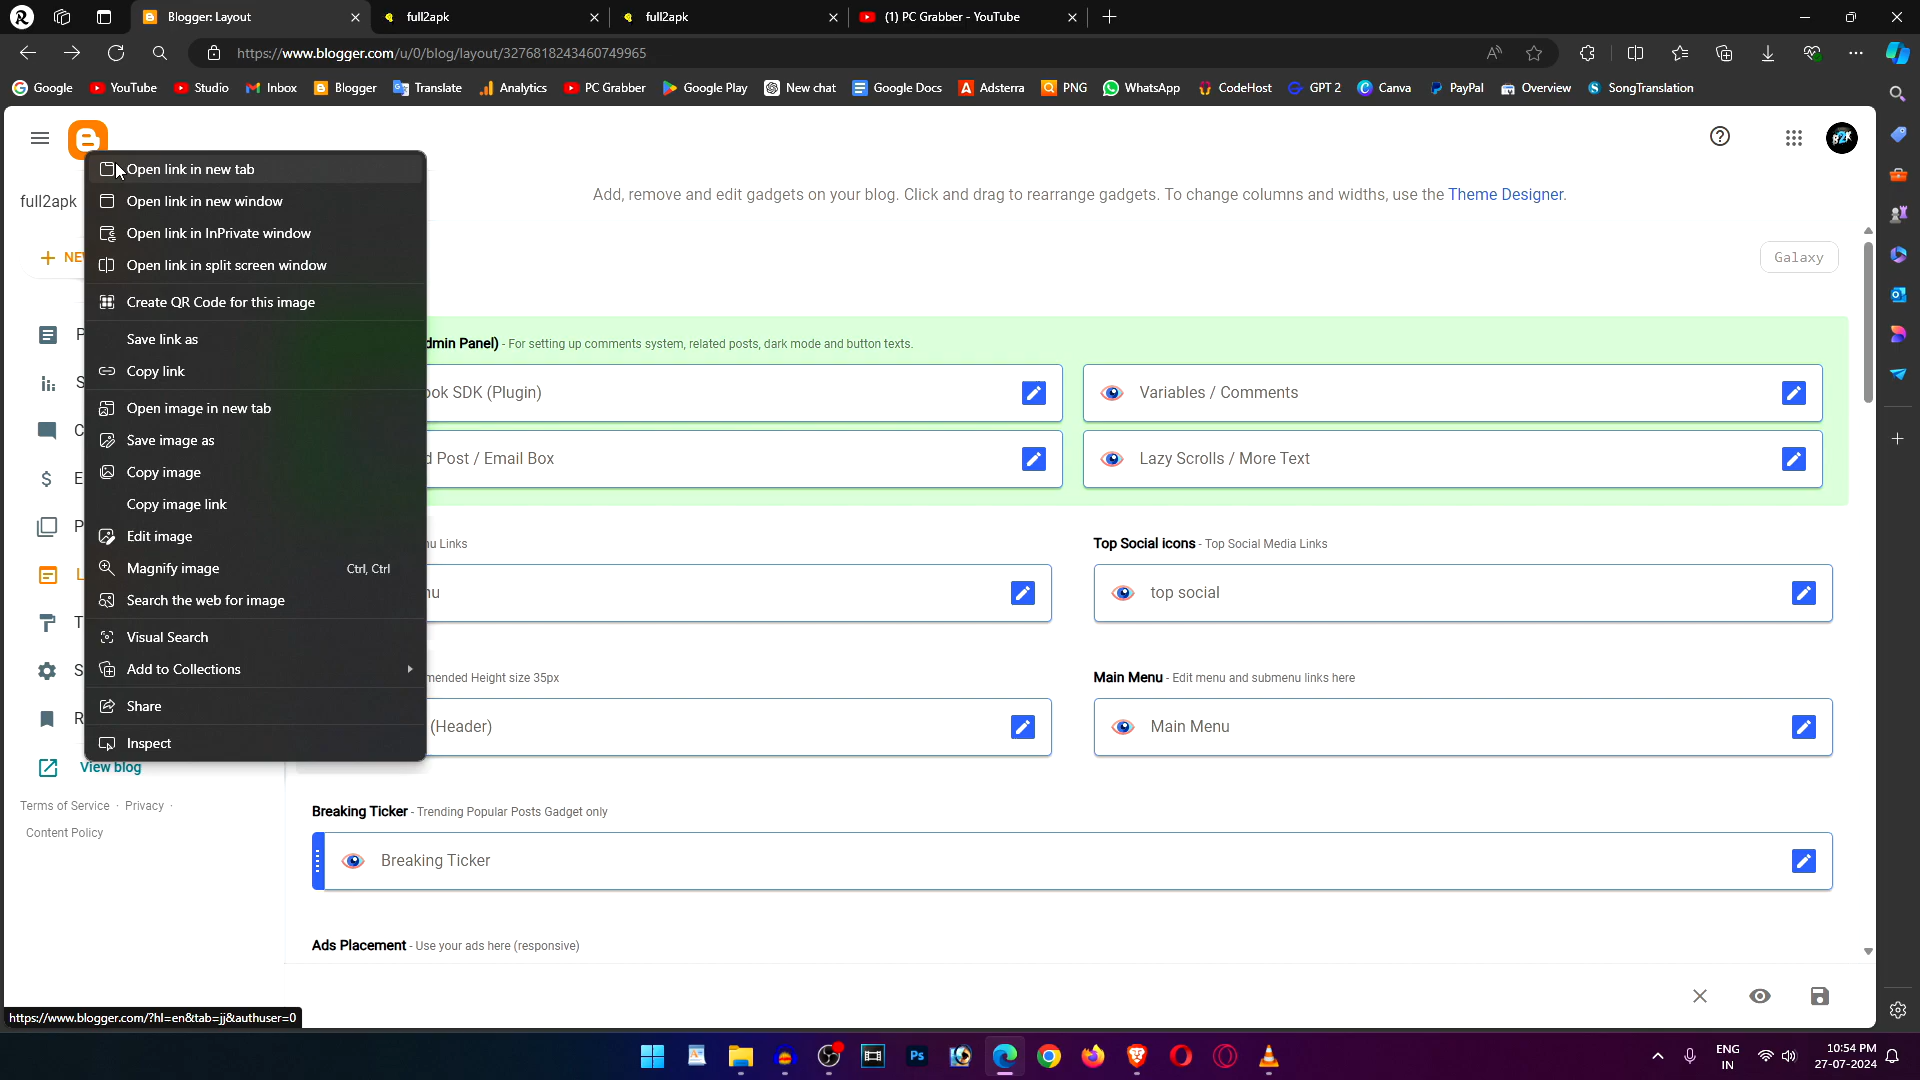 Blogger: Layout
full2apk
full2apk
(1) PC Grabber - YouTube
https://www.blogger.com/u/0/blog/layout/3276818243460749965
Google
YouTube
Studio
Inbox
Blogger
Translate
Analytics
PC Grabber
Google Play
New chat
Google Docs
Adsterra
PNG
WhatsApp
CodeHost
GPT 2
Canva
PayPal
Overview
SongTranslation
full2apk
Add, remove and edit gadgets on your blog. Click and drag to rearrange gadgets. To change columns and widths, use the Theme Designer.
Open link in new tab
Open link in new window
Open link in InPrivate window
Open link in split screen window
Create QR Code for this image
Save link as
Copy link
Open image in new tab
Save image as
Copy image
Copy image link
Edit image
Magnify image Ctrl, Ctrl
Search the web for image
Visual Search
Add to Collections
Share
Inspect
View blog
Terms of Service · Privacy ·
Content Policy
Galaxy
dmin Panel) - For setting up comments system, related posts, dark mode and button texts.
ook SDK (Plugin)
Variables / Comments
d Post / Email Box
Lazy Scrolls / More Text
nu Links
Top Social icons - Top Social Media Links
nu
top social
mended Height size 35px
Main Menu - Edit menu and submenu links here
(Header)
Main Menu
Breaking Ticker - Trending Popular Posts Gadget only
Breaking Ticker
Ads Placement - Use your ads here (responsive)
https://www.blogger.com/?hl=en&tab=jj&authuser=0
Ps
ENG
IN
10:54 PM
27-07-2024